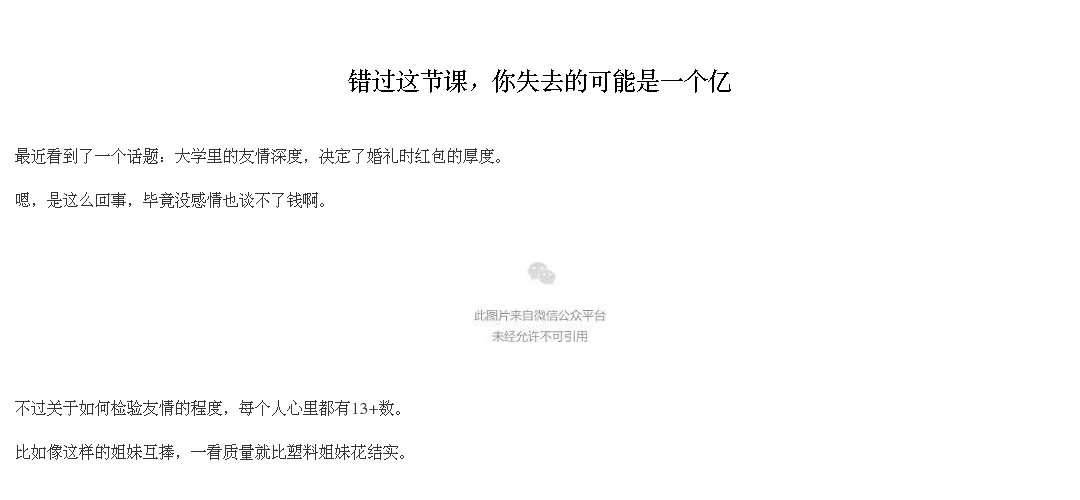 错过这节课，你失去的可能是一个亿
最近看到了一个话题：大学里的友情深度，决定了婚礼时红包的厚度。
嗯，是这么回事，毕竟没感情也谈不了钱啊。
此图片来自微信公众平台
未经允许不可引用
不过关于如何检验友情的程度，每个人心里都有13+数。
比如像这样的姐妹互捧，一看质量就比塑料姐妹花结实。